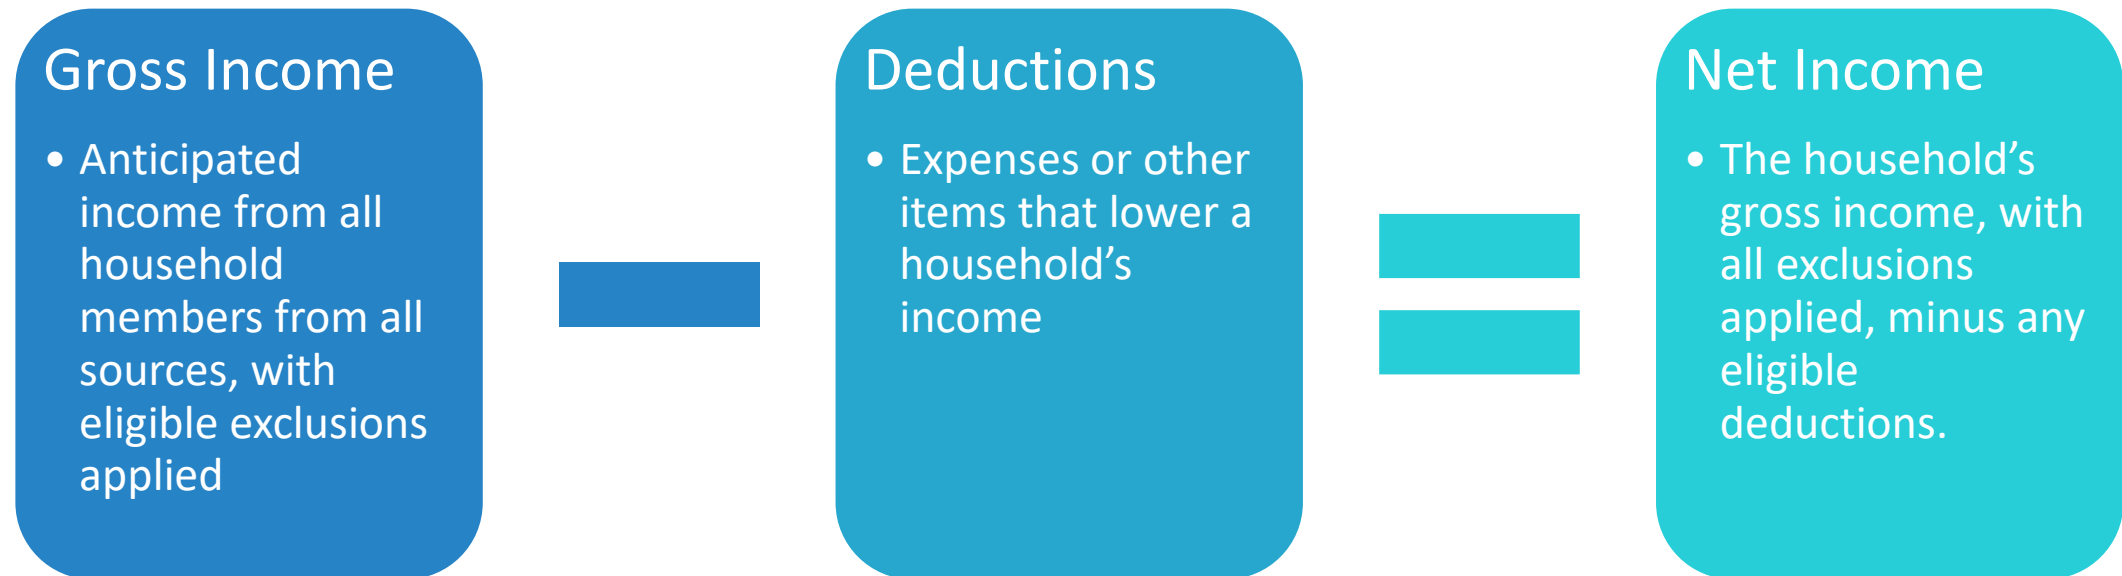 Gross Income
• Anticipated
income from all
household
members from all
sources, with
eligible exclusions
applied
Deductions
• Expenses or other
items that lower a
household’s
income
Net Income
• The household’s
gross income, with
all exclusions
applied, minus any
eligible
deductions.